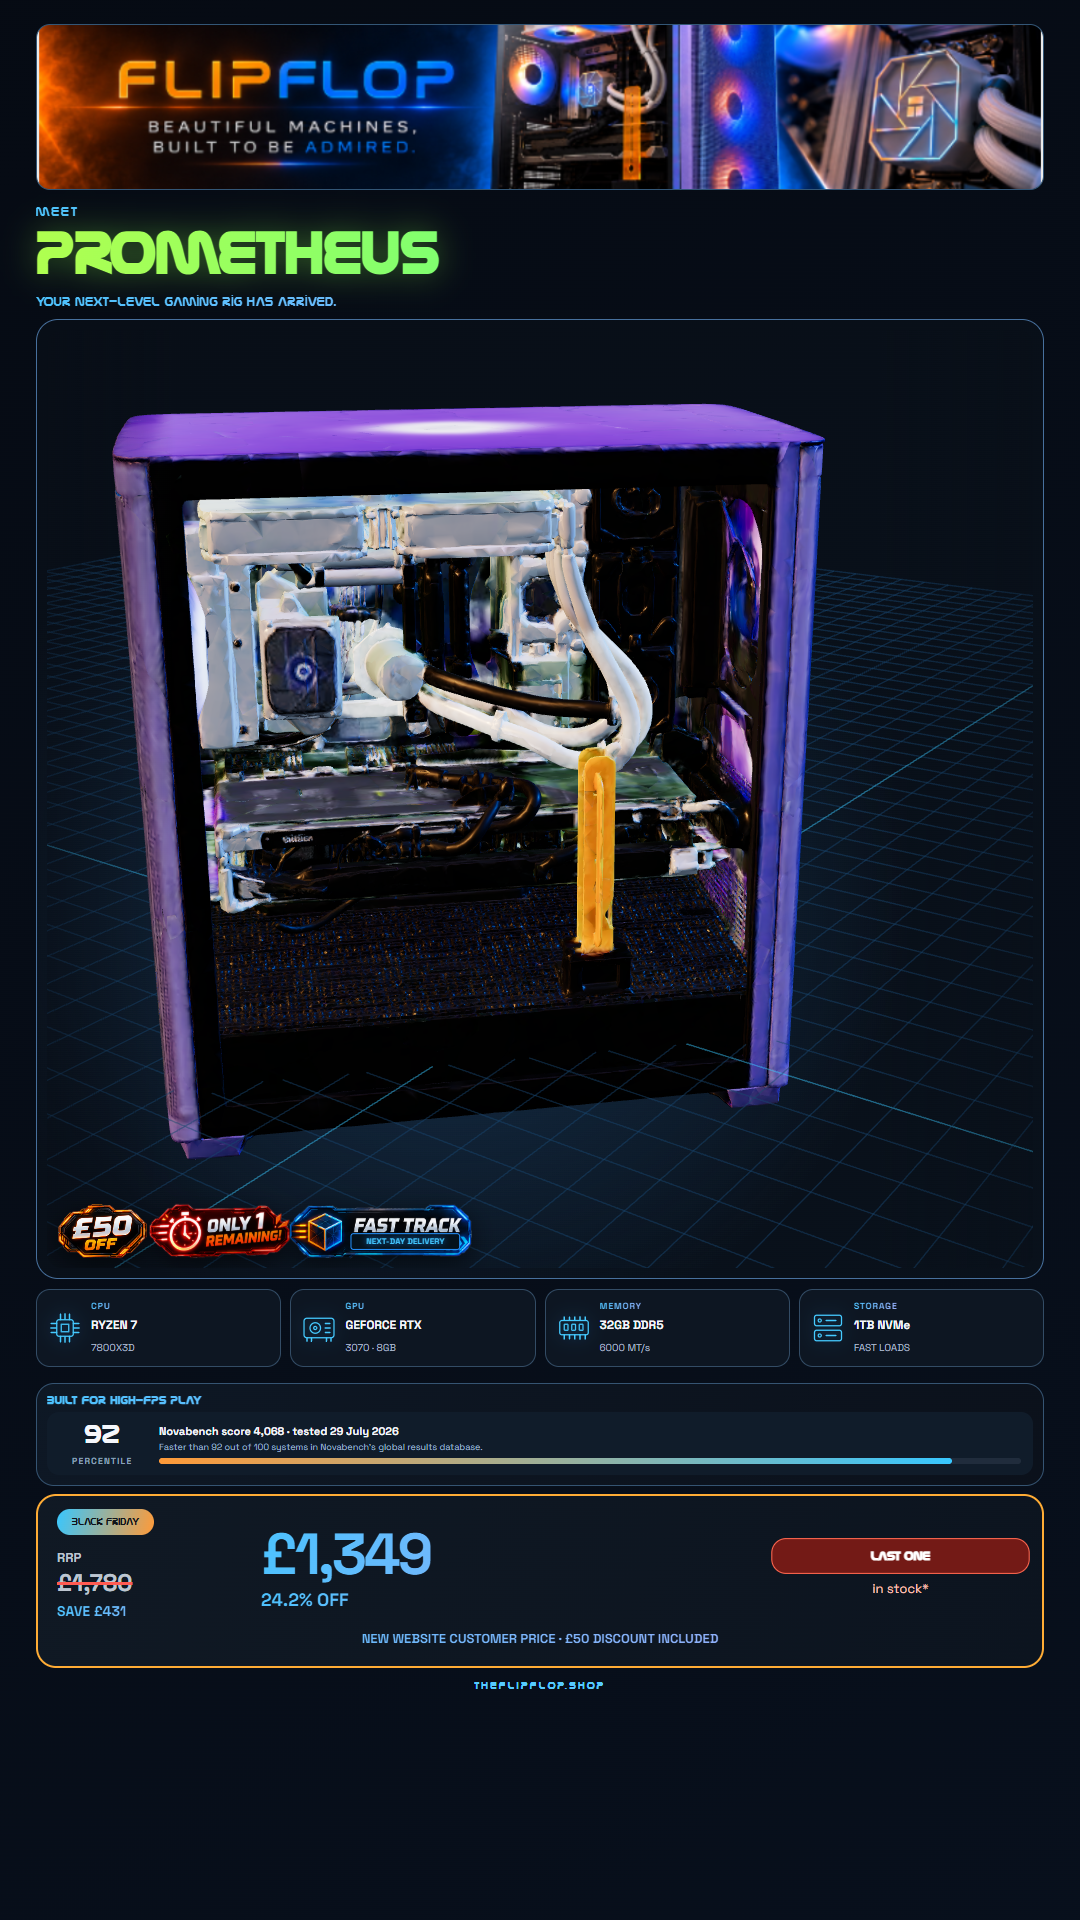 FLIPFLOP
BEAUTIFUL MACHINES,
BUILT TO BE ADMIRED.
MEET
PROMETHEUS
YOUR NEXT-LEVEL GAMING RIG HAS ARRIVED.
£50 OFF
ONLY 1 REMAINING!
FAST TRACK
NEXT-DAY DELIVERY
CPU
RYZEN 7
7800X3D
GPU
GEFORCE RTX
3070 · 8GB
MEMORY
32GB DDR5
6000 MT/s
STORAGE
1TB NVMe
FAST LOADS
BUILT FOR HIGH-FPS PLAY
92
PERCENTILE
Novabench score 4,068 · tested 29 July 2026
Faster than 92 out of 100 systems in Novabench's global results database.
BLACK FRIDAY
RRP
£1,780
SAVE £431
£1,349
24.2% OFF
LAST ONE
in stock*
NEW WEBSITE CUSTOMER PRICE · £50 DISCOUNT INCLUDED
THEFLIPFLOP.SHOP